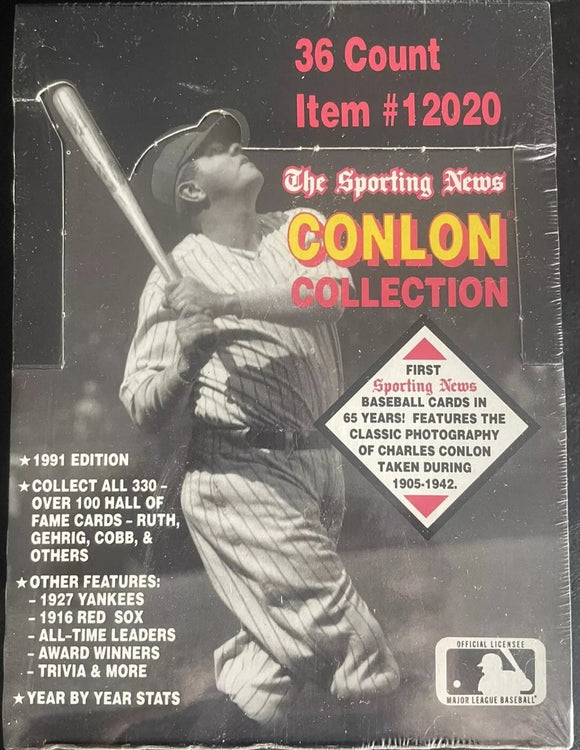 36 Count
Item #12020
The Sporting News
CONLON®
COLLECTION
FIRST
Sporting News
BASEBALL CARDS IN
65 YEARS! FEATURES THE
CLASSIC PHOTOGRAPHY
OF CHARLES CONLON
TAKEN DURING
1905-1942.
★1991 EDITION
★COLLECT ALL 330 –
OVER 100 HALL OF
FAME CARDS – RUTH,
GEHRIG, COBB, &
OTHERS
★OTHER FEATURES:
– 1927 YANKEES
– 1916 RED SOX
– ALL–TIME LEADERS
– AWARD WINNERS
– TRIVIA & MORE
★YEAR BY YEAR STATS
OFFICIAL LICENSEE
MAJOR LEAGUE BASEBALL